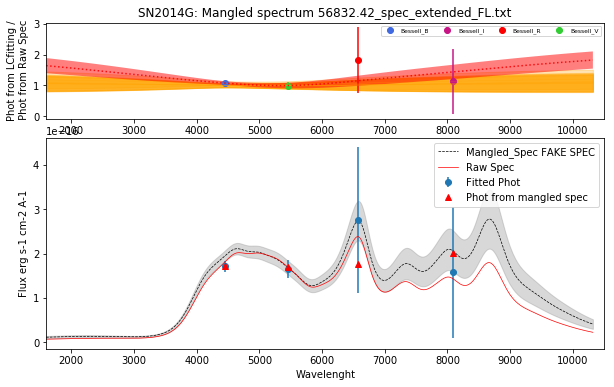 SN2014G: Mangled spectrum 56832.42_spec_extended_FL.txt
Phot from LCfitting /
Phot from Raw Spec
3
2
1
0
Bessell_B
Bessell_I
Bessell_R
Bessell_V
2000 3000 4000 5000 6000 7000 8000 9000 10000
1e−16
Flux erg s-1 cm-2 A-1
4
3
2
1
0
Mangled_Spec FAKE SPEC
Raw Spec
Fitted Phot
Phot from mangled spec
2000 3000 4000 5000 6000 7000 8000 9000 10000
Wavelenght